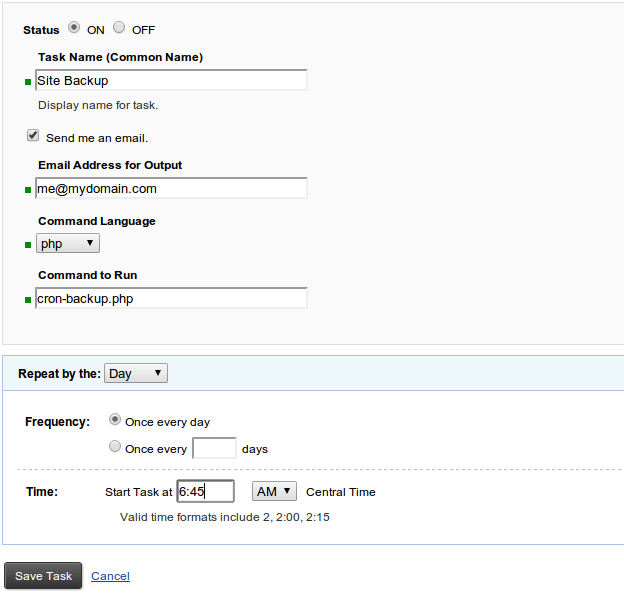 Status ON OFF
Task Name (Common Name)
Site Backup
Display name for task.
Send me an email.
Email Address for Output
me@mydomain.com
Command Language
php
Command to Run
cron-backup.php
Repeat by the: Day
Frequency: Once every day
Once every days
Time: Start Task at 6:45 AM Central Time
Valid time formats include 2, 2:00, 2:15
Save Task Cancel